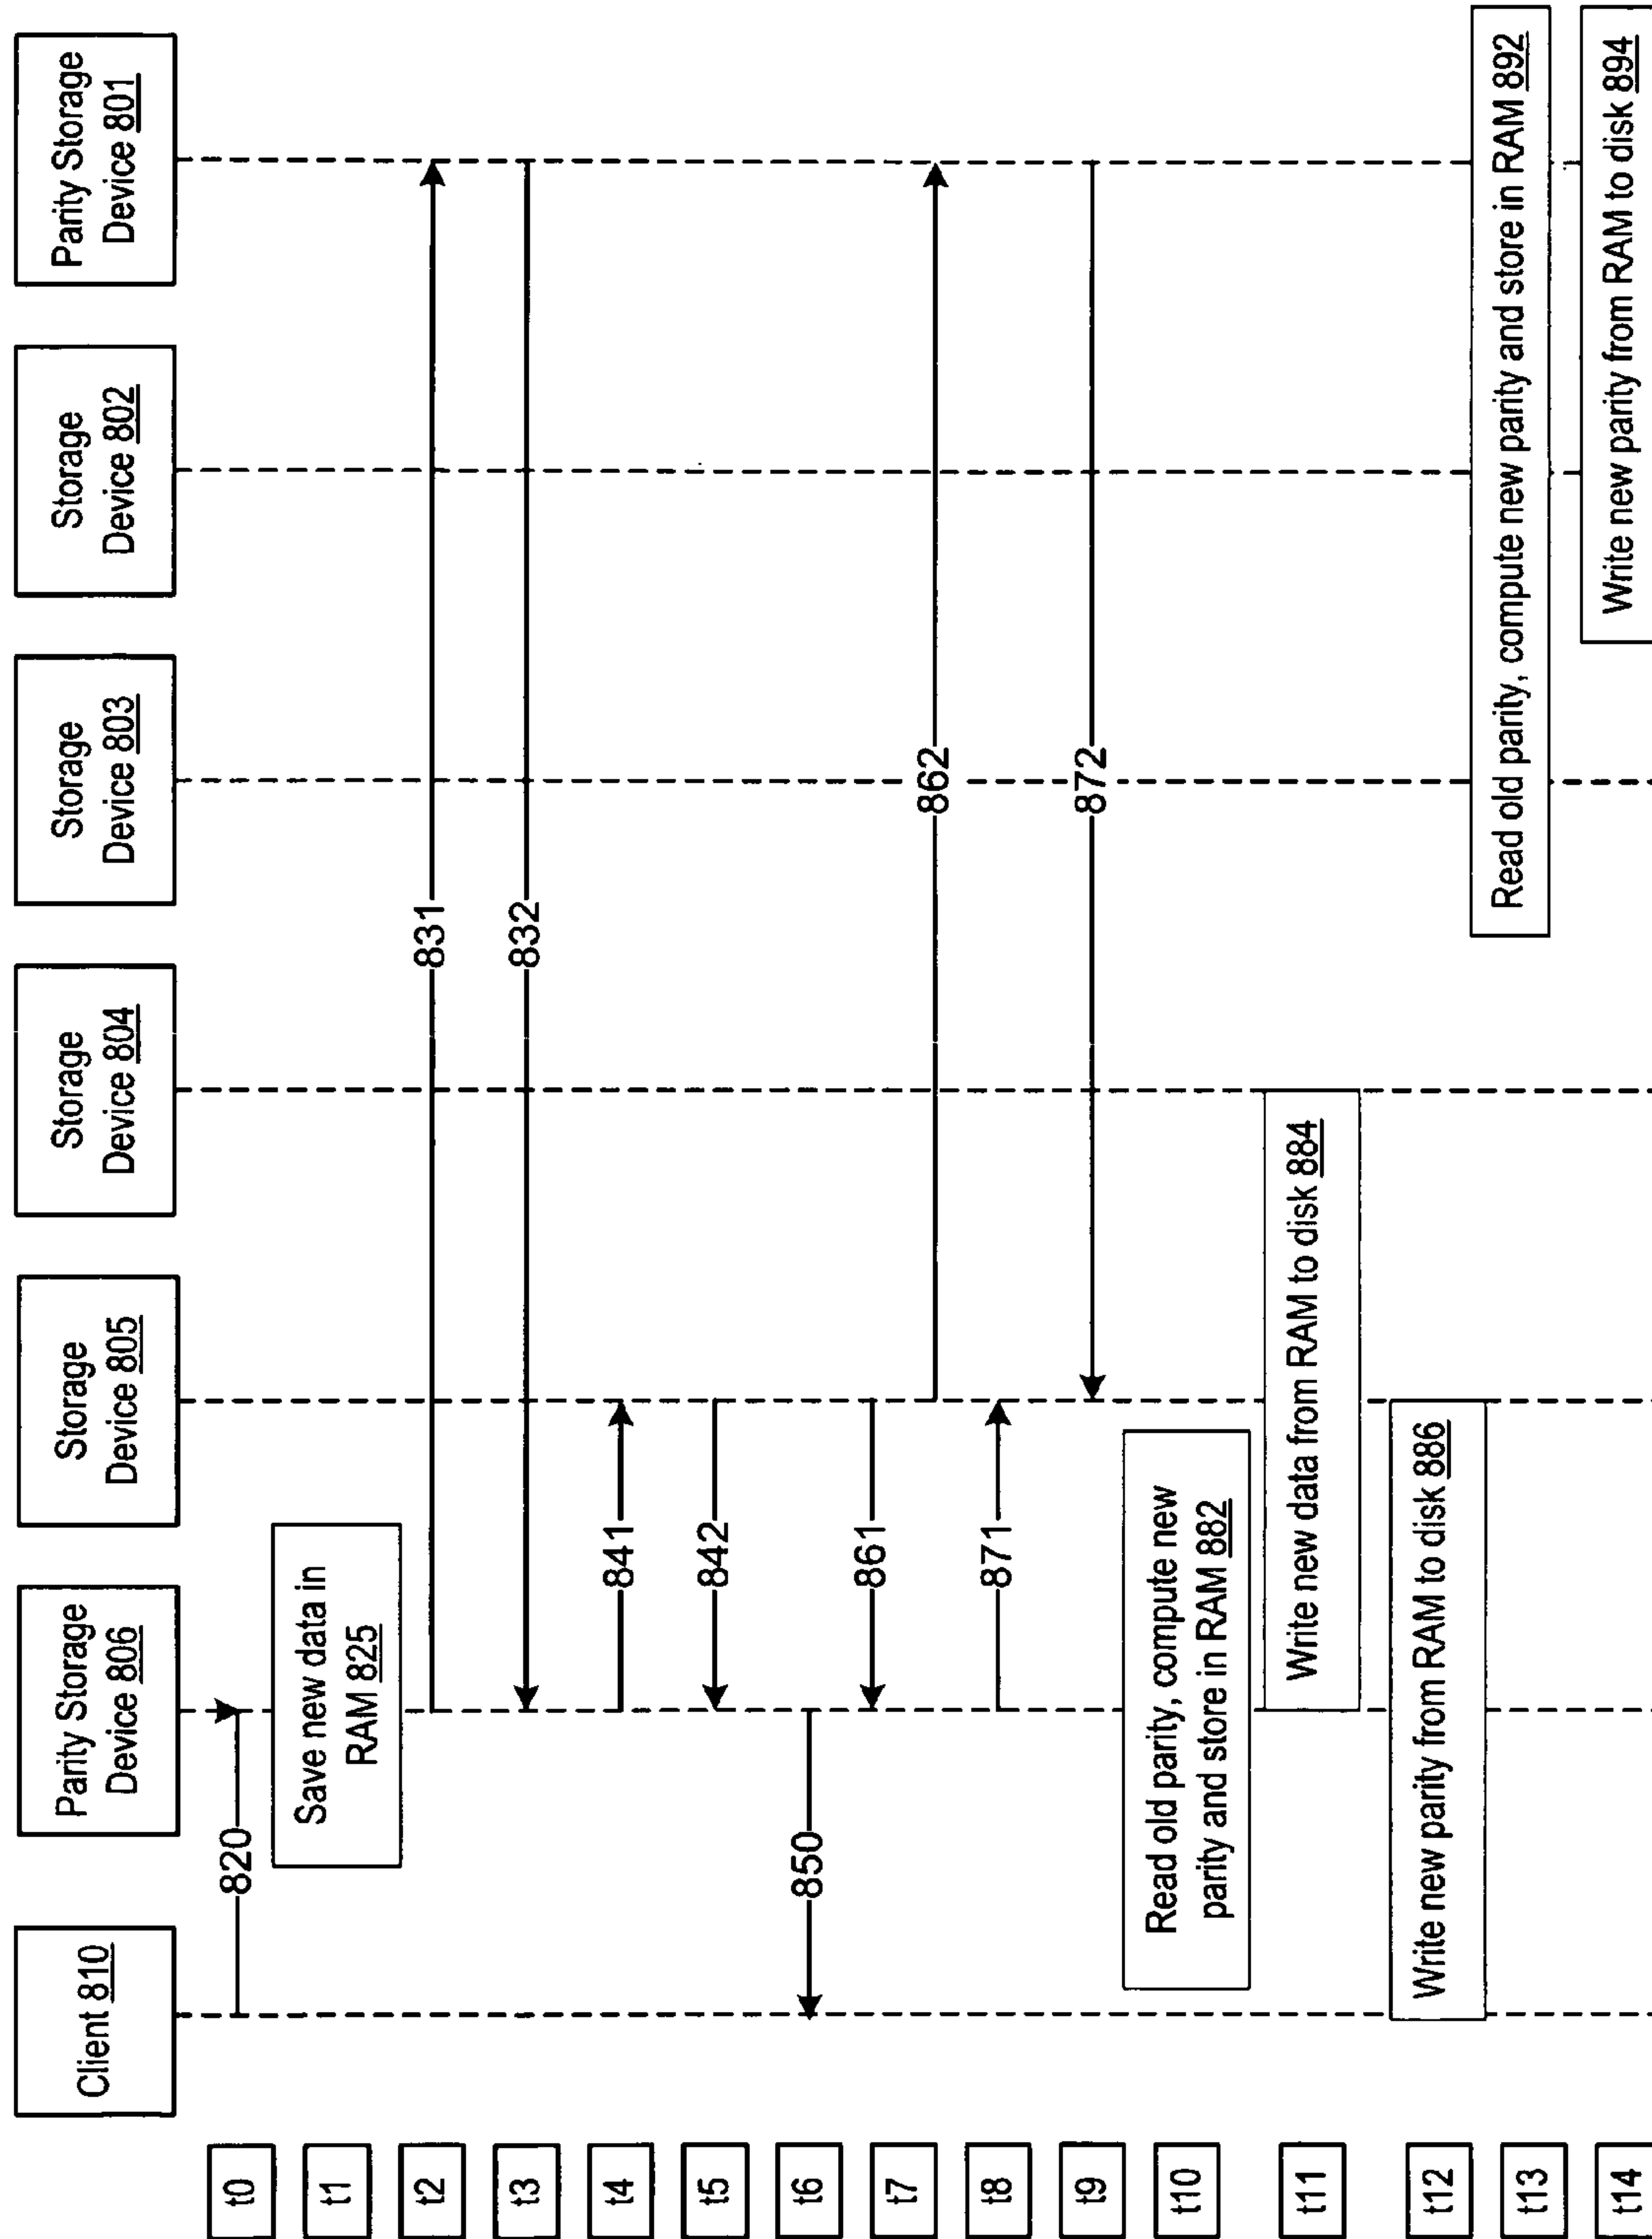 Client 810
Parity Storage
Device 806
Storage
Device 805
Storage
Device 804
Storage
Device 803
Storage
Device 802
Parity Storage
Device 801
t0
820
t1
Save new data in
RAM 825
t2
831
t3
832
t4
841
t5
842
t6
850
t7
861
862
t8
871
t9
872
t10
Read old parity, compute new
parity and store in RAM 882
t11
Write new data from RAM to disk 884
t12
Write new parity from RAM to disk 886
t13
Read old parity, compute new parity and store in RAM 892
t14
Write new parity from RAM to disk 894